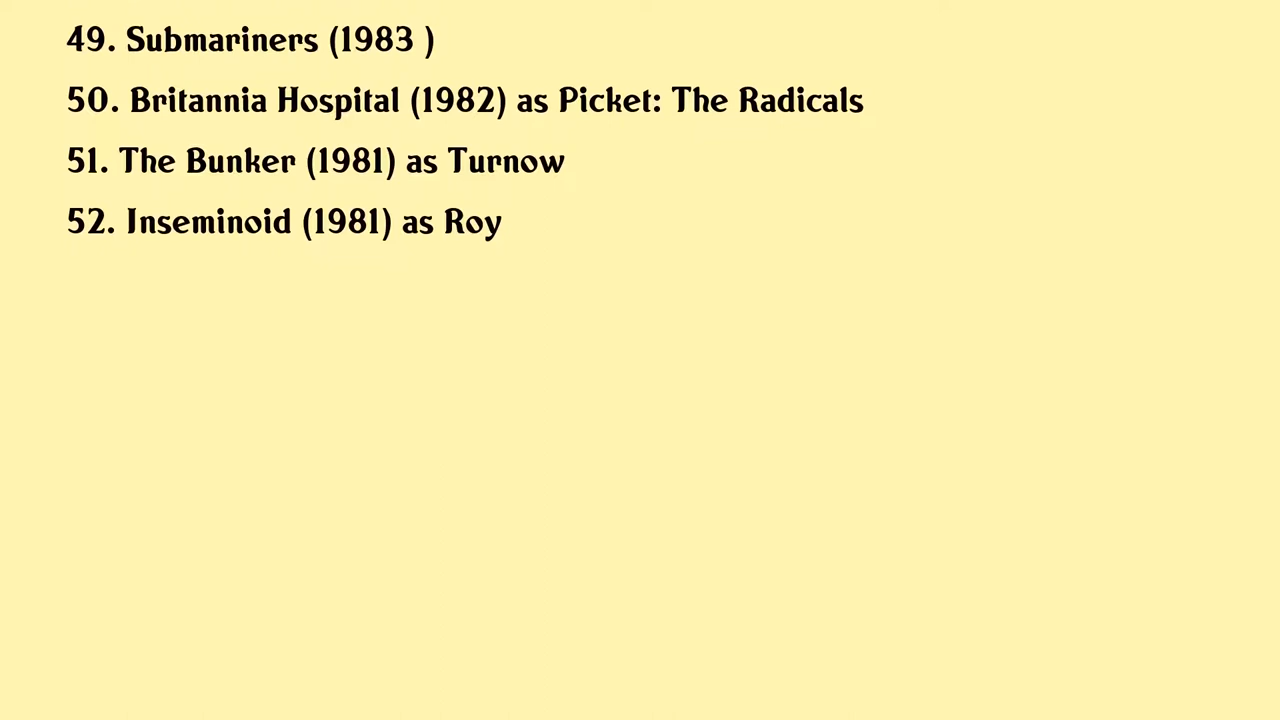 49. Submariners (1983 )
50. Britannia Hospital (1982) as Picket: The Radicals
51. The Bunker (1981) as Turnow
52. Inseminoid (1981) as Roy